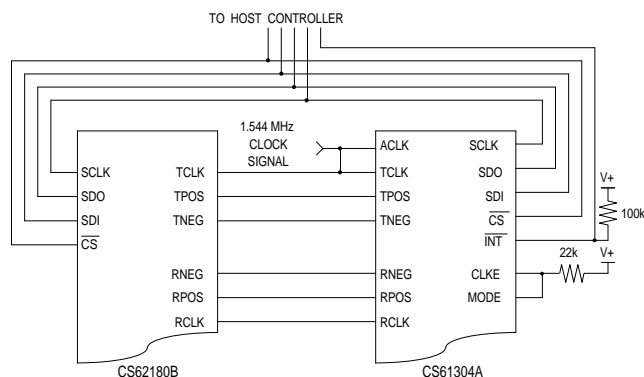 TO HOST CONTROLLER
1.544 MHz
CLOCK
SIGNAL
SCLK
SDO
SDI
CS
TCLK
TPOS
TNEG
RNEG
RPOS
RCLK
CS62180B
ACLK
TCLK
TPOS
TNEG
RNEG
RPOS
RCLK
SCLK
SDO
SDI
CS
INT
CLKE
MODE
CS61304A
V+
100k
22k
V+